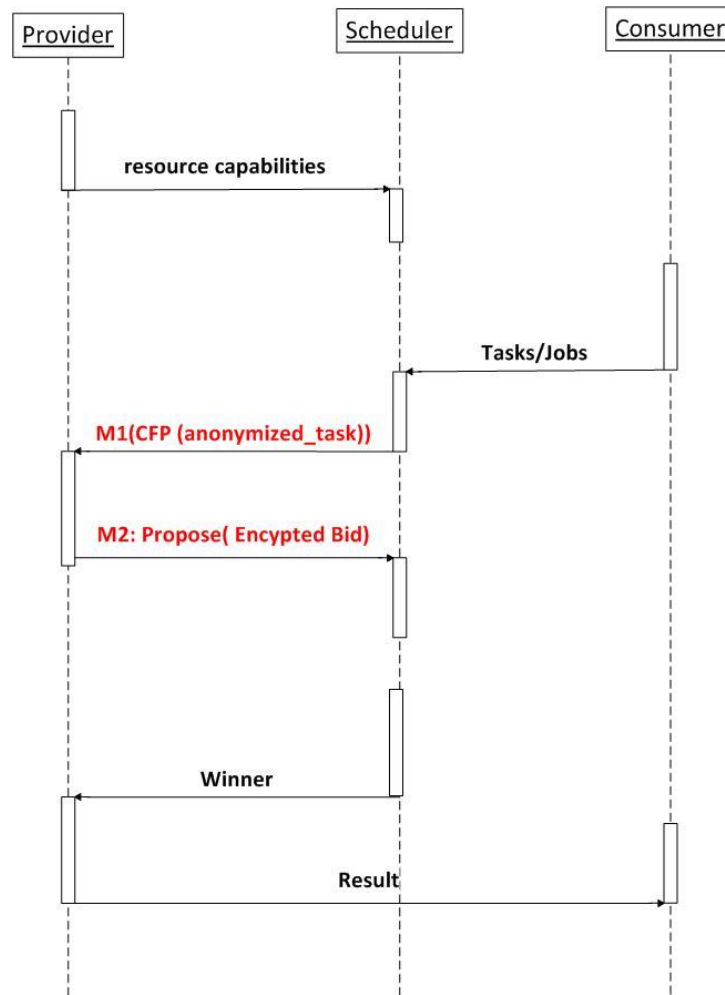 Provider
Scheduler
Consumer
resource capabilities
Tasks/Jobs
M1(CFP (anonymized_task))
M2: Propose( Encypted Bid)
Winner
Result